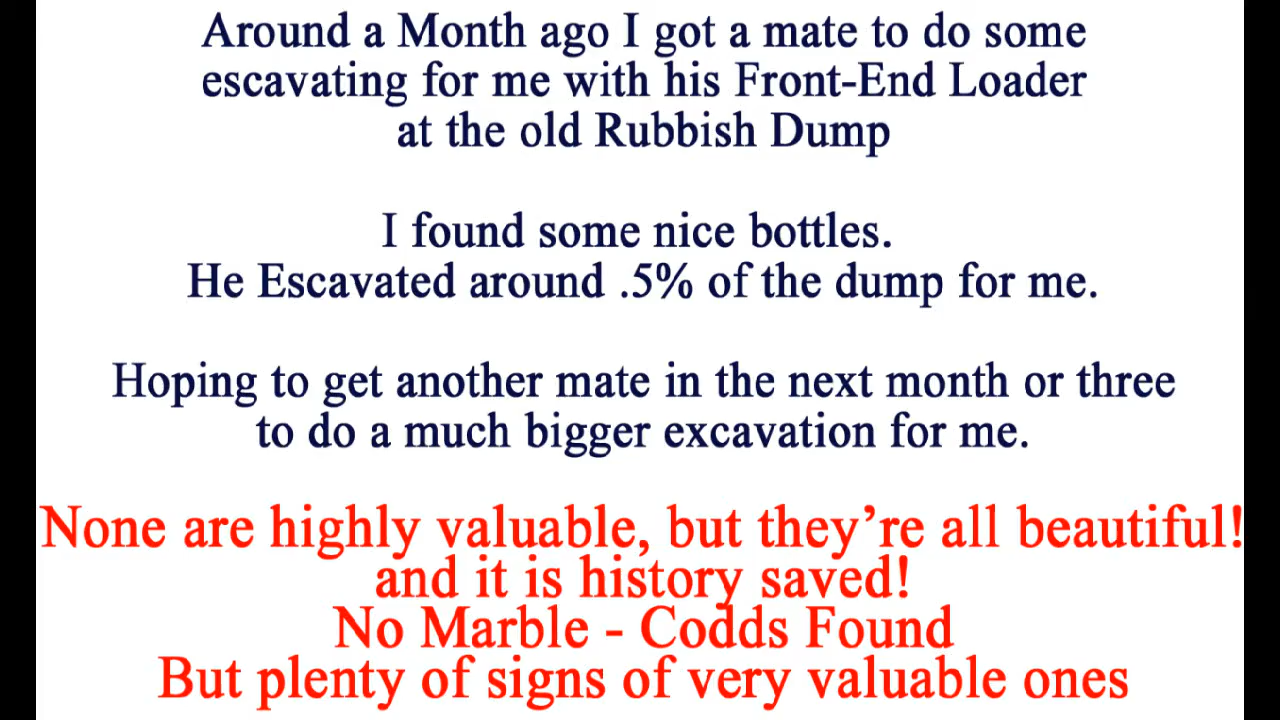 Around a Month ago I got a mate to do some
escavating for me with his Front-End Loader
at the old Rubbish Dump
I found some nice bottles.
He Escavated around .5% of the dump for me.
Hoping to get another mate in the next month or three
to do a much bigger excavation for me.
None are highly valuable, but they’re all beautiful!
and it is history saved!
No Marble - Codds Found
But plenty of signs of very valuable ones